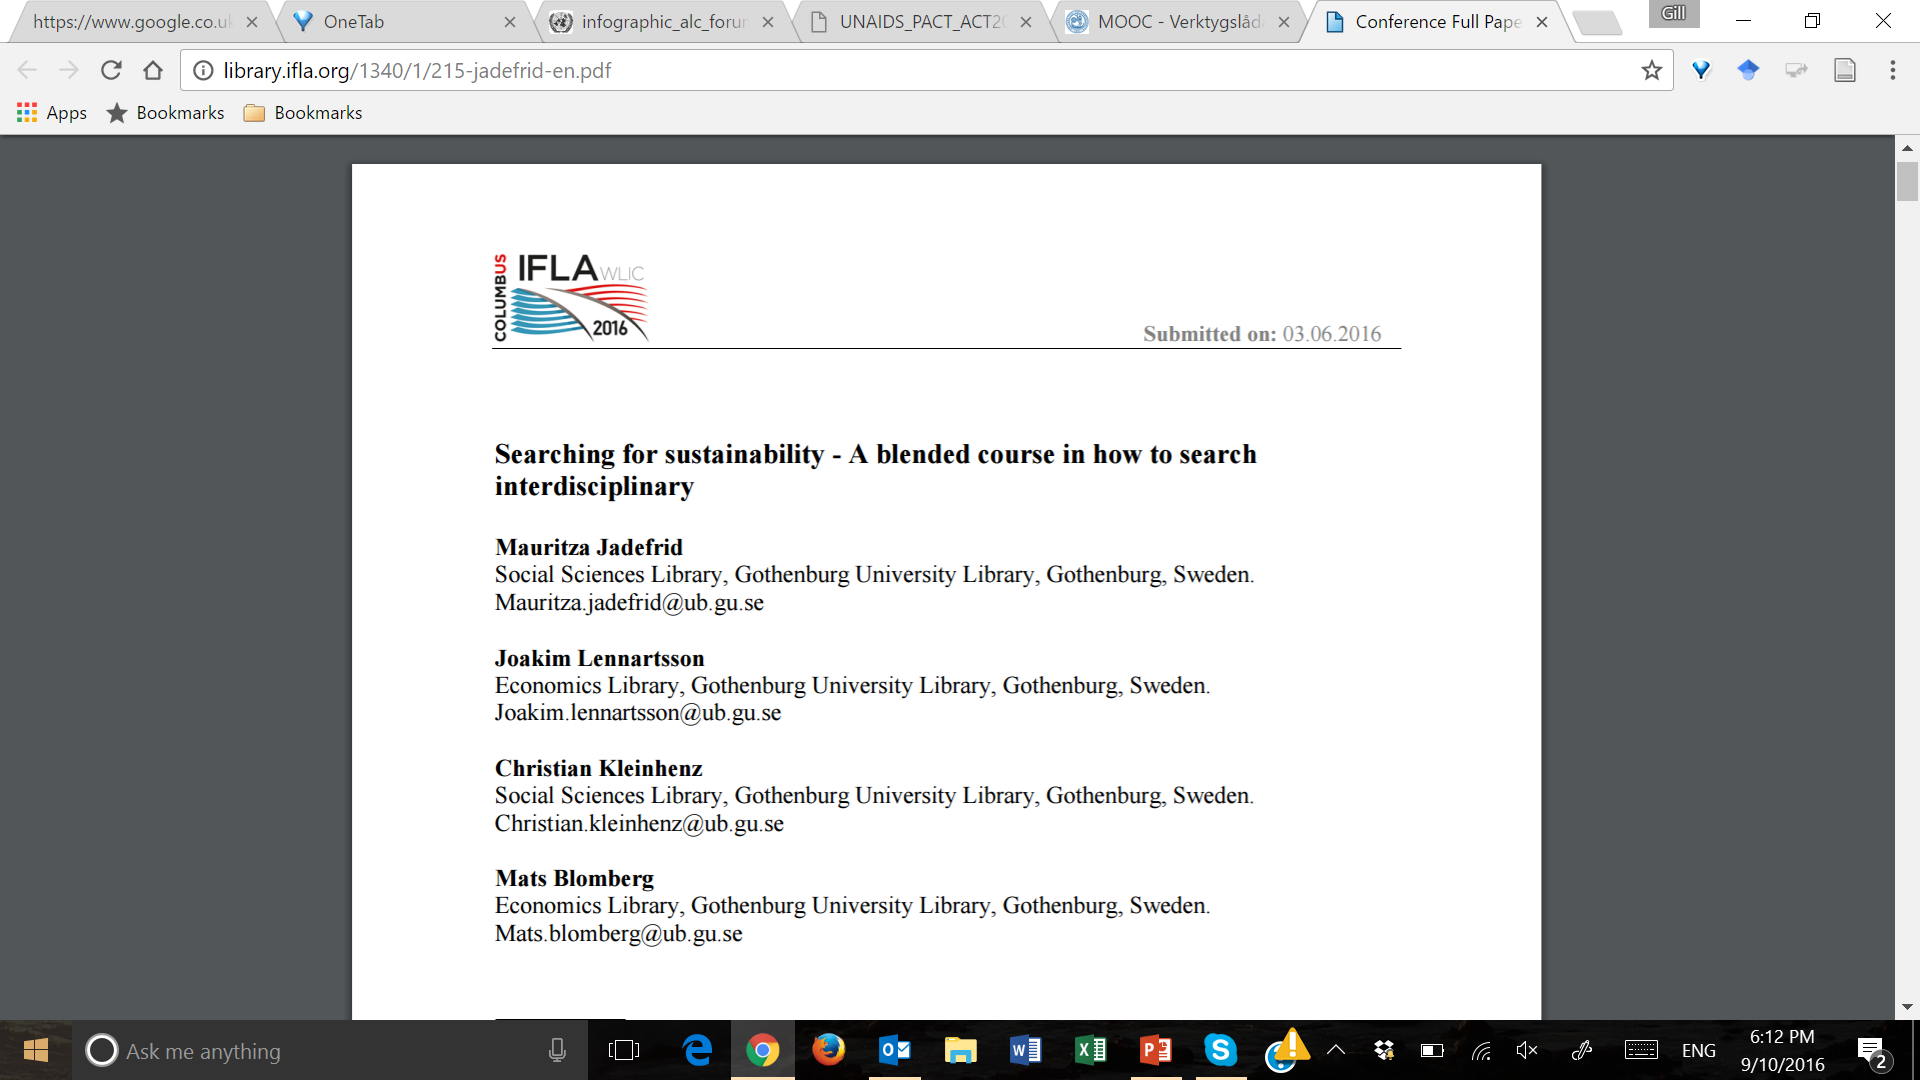 https://www.google.co.uk
OneTab
infographic_alc_forum
UNAIDS_PACT_ACT2
MOOC - Verktygslåd
Conference Full Pape
Gill
library.ifla.org/1340/1/215-jadefrid-en.pdf
Apps
Bookmarks
Bookmarks
COLUMBUS
IFLA WLIC
2016
Submitted on: 03.06.2016
Searching for sustainability - A blended course in how to search
interdisciplinary
Mauritza Jadefrid
Social Sciences Library, Gothenburg University Library, Gothenburg, Sweden.
Mauritza.jadefrid@ub.gu.se
Joakim Lennartsson
Economics Library, Gothenburg University Library, Gothenburg, Sweden.
Joakim.lennartsson@ub.gu.se
Christian Kleinhenz
Social Sciences Library, Gothenburg University Library, Gothenburg, Sweden.
Christian.kleinhenz@ub.gu.se
Mats Blomberg
Economics Library, Gothenburg University Library, Gothenburg, Sweden.
Mats.blomberg@ub.gu.se
Ask me anything
ENG
6:12 PM
9/10/2016
2